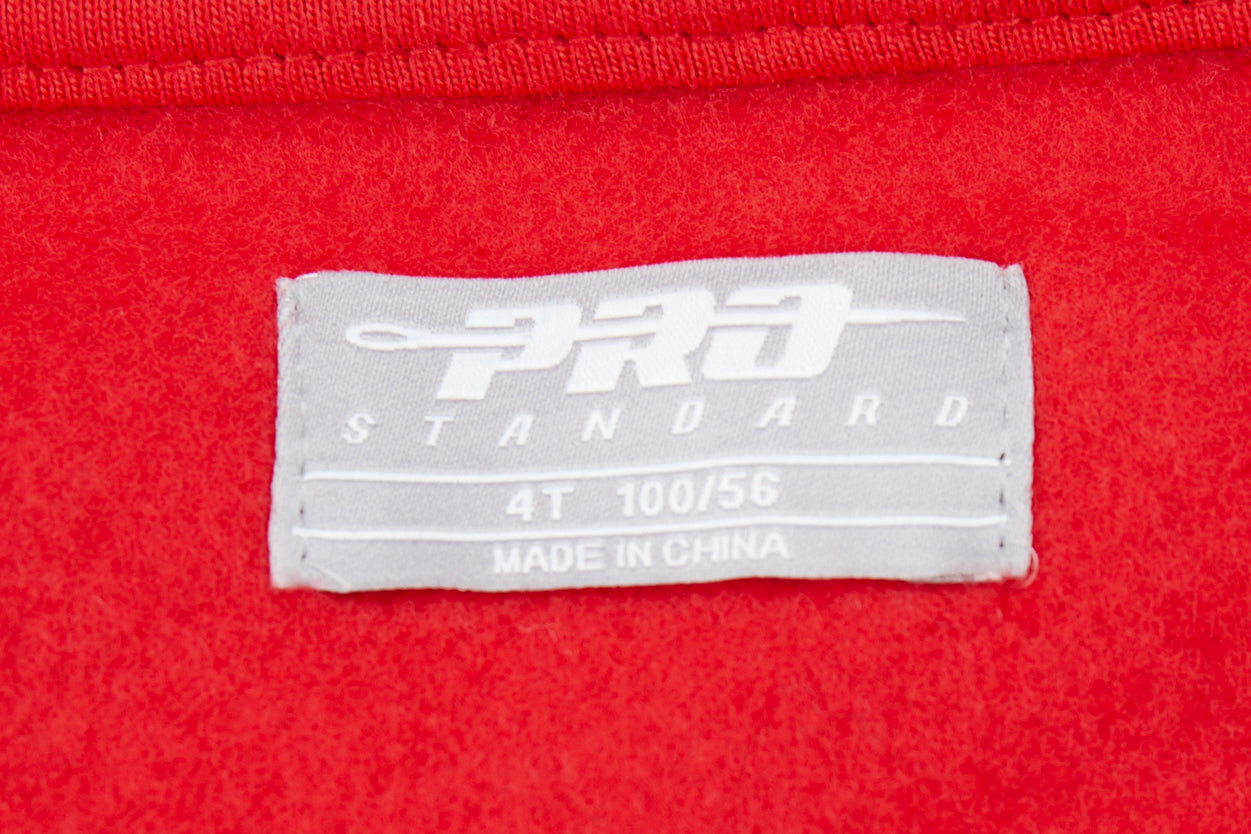 PRO
STANDARD
4T 100/56
MADE IN CHINA